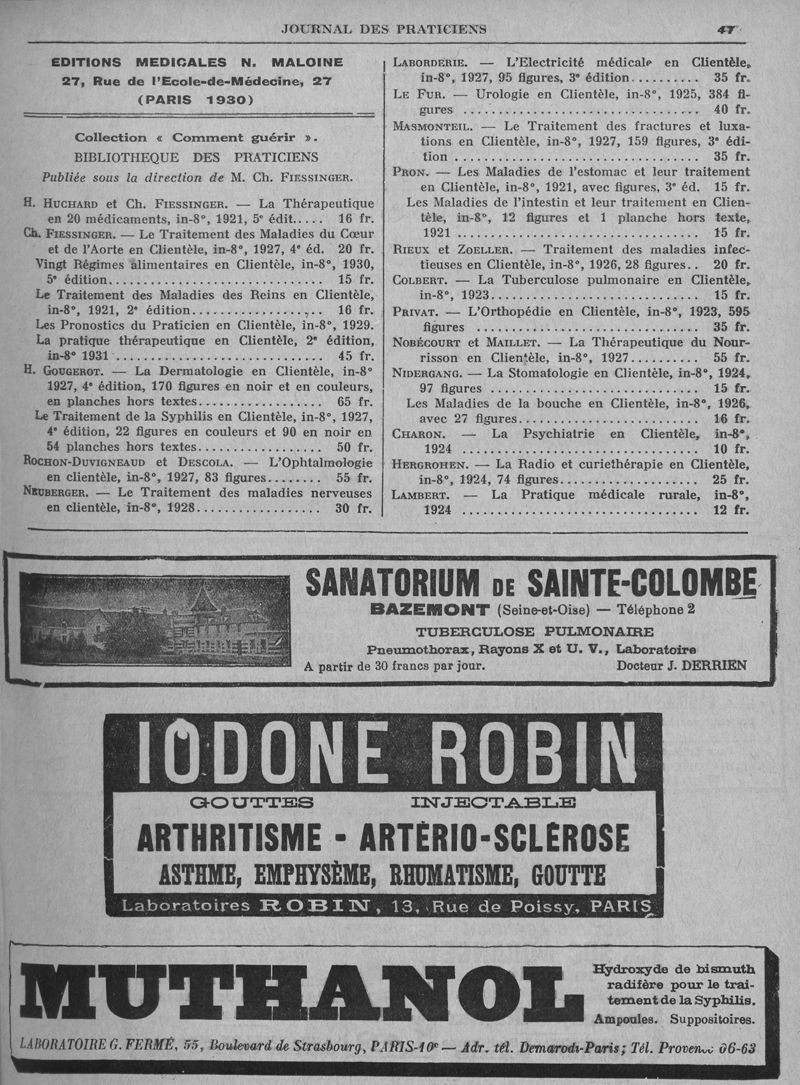 JOURNAL DES PRATICIENS 47
EDITIONS MEDICALES N. MALOINE
27, Rue de l'Ecole-de-Médecine, 27
(PARIS 1930)
Collection « Comment guérir ».
BIBLIOTHEQUE DES PRATICIENS
Publiée sous la direction de M. Ch. FIESSINGER.
H. HUCHARD et Ch. FIESSINGER. — La Thérapeutique
en 20 médicaments, in-8°, 1921, 5e édit..... 16 fr.
Ch. FIESSINGER. — Le Traitement des Maladies du Cœur
et de l'Aorte en Clientèle, in-8°, 1927, 4e éd. 20 fr.
Vingt Régimes alimentaires en Clientèle, in-8°, 1930,
5e édition............................ 15 fr.
Le Traitement des Maladies des Reins en Clientèle,
in-8°, 1921, 2e édition.................... 16 fr.
Les Pronostics du Praticien en Clientèle, in-8°, 1929.
La pratique thérapeutique en Clientèle, 2e édition,
in-8° 1931 .............................. 45 fr.
H. GOUGEROT. — La Dermatologie en Clientèle, in-8°
1927, 4e édition, 170 figures en noir et en couleurs,
en planches hors textes.................. 65 fr.
Le Traitement de la Syphilis en Clientèle, in-8°, 1927,
4e édition, 22 figures en couleurs et 90 en noir en
54 planches hors textes.................. 50 fr.
ROCHON-DUVIGNEAUD et DESCOLA. — L'Ophtalmologie
en clientèle, in-8°, 1927, 83 figures........ 55 fr.
NEUBERGER. — Le Traitement des maladies nerveuses
en clientèle, in-8°, 1928.................. 30 fr.
LABORDERIE. — L'Electricité médicale en Clientèle,
in-8°, 1927, 95 figures, 3e édition.......... 35 fr.
LE FUR. — Urologie en Clientèle, in-8°, 1925, 384 fi-
gures .................................. 40 fr.
MASMONTEIL. — Le Traitement des fractures et luxa-
tions en Clientèle, in-8°, 1927, 159 figures, 3e édi-
tion .................................. 35 fr.
PRON. — Les Maladies de l'estomac et leur traitement
en Clientèle, in-8°, 1921, avec figures, 3e éd. 15 fr.
Les Maladies de l'intestin et leur traitement en Clien-
tèle, in-8°, 12 figures et 1 planche hors texte,
1921 .................................. 15 fr.
RIEUX et ZOELLER. — Traitement des maladies infec-
tieuses en Clientèle, in-8°, 1926, 28 figures.. 20 fr.
COLBERT. — La Tuberculose pulmonaire en Clientèle,
in-8°, 1923.............................. 15 fr.
PRIVAT. — L'Orthopédie en Clientèle, in-8°, 1923, 595
figures ................................ 35 fr.
NOBÉCOURT et MAILLET. — La Thérapeutique du Nour-
risson en Clientèle, in-8°, 1927.......... 55 fr.
NIDERGANG. — La Stomatologie en Clientèle, in-8°, 1924,
97 figures .............................. 15 fr.
Les Maladies de la bouche en Clientèle, in-8°, 1926,
avec 27 figures.......................... 16 fr.
CHARON. — La Psychiatrie en Clientèle, in-8°,
1924 .................................. 10 fr.
HERGROHEN. — La Radio et curiethérapie en Clientèle,
in-8°, 1924, 74 figures.................... 25 fr.
LAMBERT. — La Pratique médicale rurale, in-8°,
1924 .................................. 12 fr.
SANATORIUM DE SAINTE-COLOMBE
BAZEMONT (Seine-et-Oise) — Téléphone 2
TUBERCULOSE PULMONAIRE
Pneumothorax, Rayons X et U. V., Laboratoire
A partir de 30 francs par jour. Docteur J. DERRIEN
IODONE ROBIN
GOUTTES INJECTABLE
ARTHRITISME - ARTÉRIO-SCLÉROSE
ASTHME, EMPHYSÈME, RHUMATISME, GOUTTE
Laboratoires ROBIN, 13, Rue de Poissy, PARIS
MUTHANOL
Hydroxyde de bismuth
radifère pour le trai-
tement de la Syphilis.
Ampoules. Suppositoires.
LABORATOIRE G. FERMÉ, 55, Boulevard de Strasbourg, PARIS-10e — Adr. tél. Demarodi-Paris; Tél. 06-63